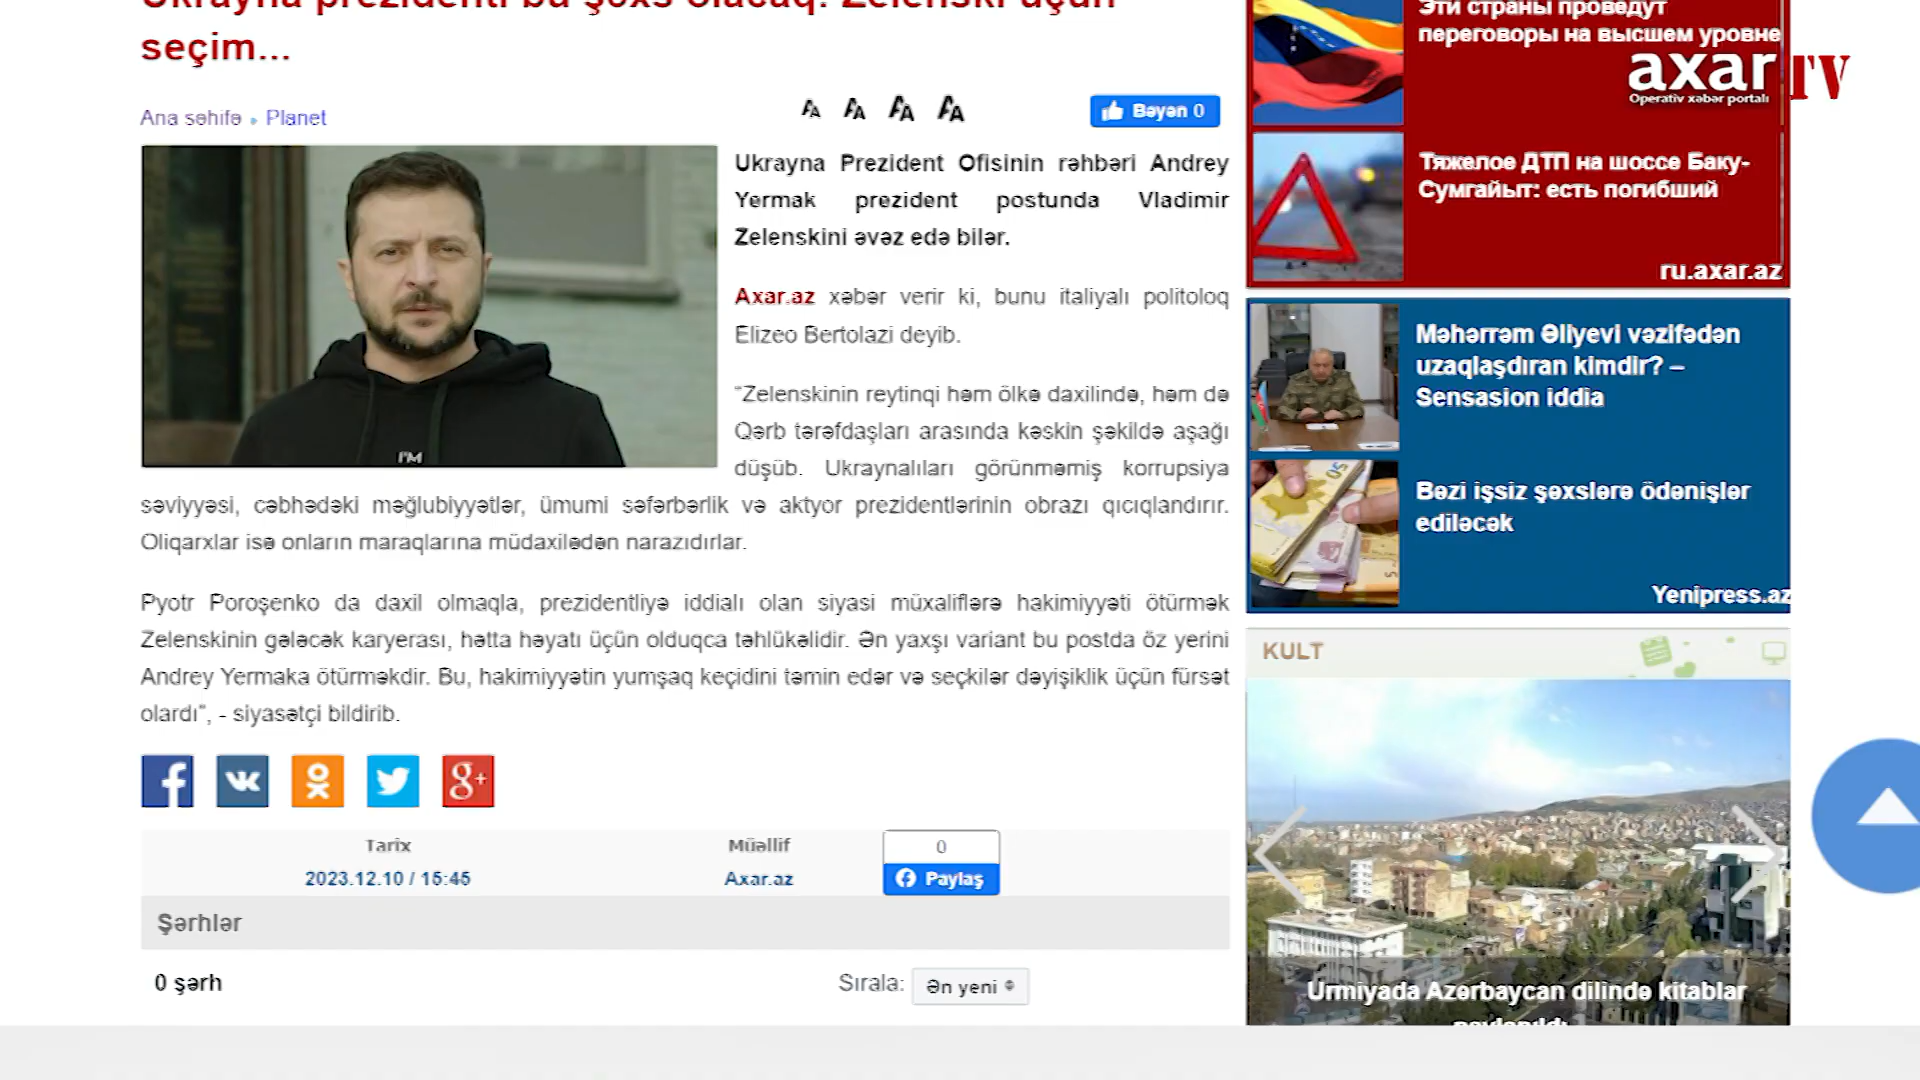 Ukrayna prezidenti bu şəxs olacaq: Zelenski üçün
seçim...
Ana səhifə • Planet
Bəyən 0
Ukrayna Prezident Ofisinin rəhbəri Andrey
Yermak prezident postunda Vladimir
Zelenskini əvəz edə bilər.
Axar.az xəbər verir ki, bunu italiyalı politoloq
Elizeo Bertolazi deyib.
“Zelenskinin reytinqi həm ölkə daxilində, həm də
Qərb tərəfdaşları arasında kəskin şəkildə aşağı
düşüb. Ukraynalıları görünməmiş korrupsiya
səviyyəsi, cəbhədəki məğlubiyyətlər, ümumi səfərbərlik və aktyor prezidentlərinin obrazı qıcıqlandırır.
Oliqarxlar isə onların maraqlarına müdaxilədən narazıdırlar.
Pyotr Poroşenko da daxil olmaqla, prezidentliyə iddialı olan siyasi müxaliflərə hakimiyyəti ötürmək
Zelenskinin gələcək karyerası, hətta həyatı üçün olduqca təhlükəlidir. Ən yaxşı variant bu postda öz yerini
Andrey Yermaka ötürməkdir. Bu, hakimiyyətin yumşaq keçidini təmin edər və seçkilər dəyişiklik üçün fürsət
olardı”, - siyasətçi bildirib.
Tarix
2023.12.10 / 15:45
Müəllif
Axar.az
0
Paylaş
Şərhlər
0 şərh
Sırala: Ən yeni
Эти страны проведут
переговоры на высшем уровне
axar TV
Operativ xəbər portalı
Тяжелое ДТП на шоссе Баку-
Сумгайыт: есть погибший
ru.axar.az
Məhərrəm Əliyevi vəzifədən
uzaqlaşdıran kimdir? –
Sensasion iddia
Bəzi işsiz şəxslərə ödənişlər
ediləcək
Yenipress.az
KULT
Urmiyada Azərbaycan dilində kitablar